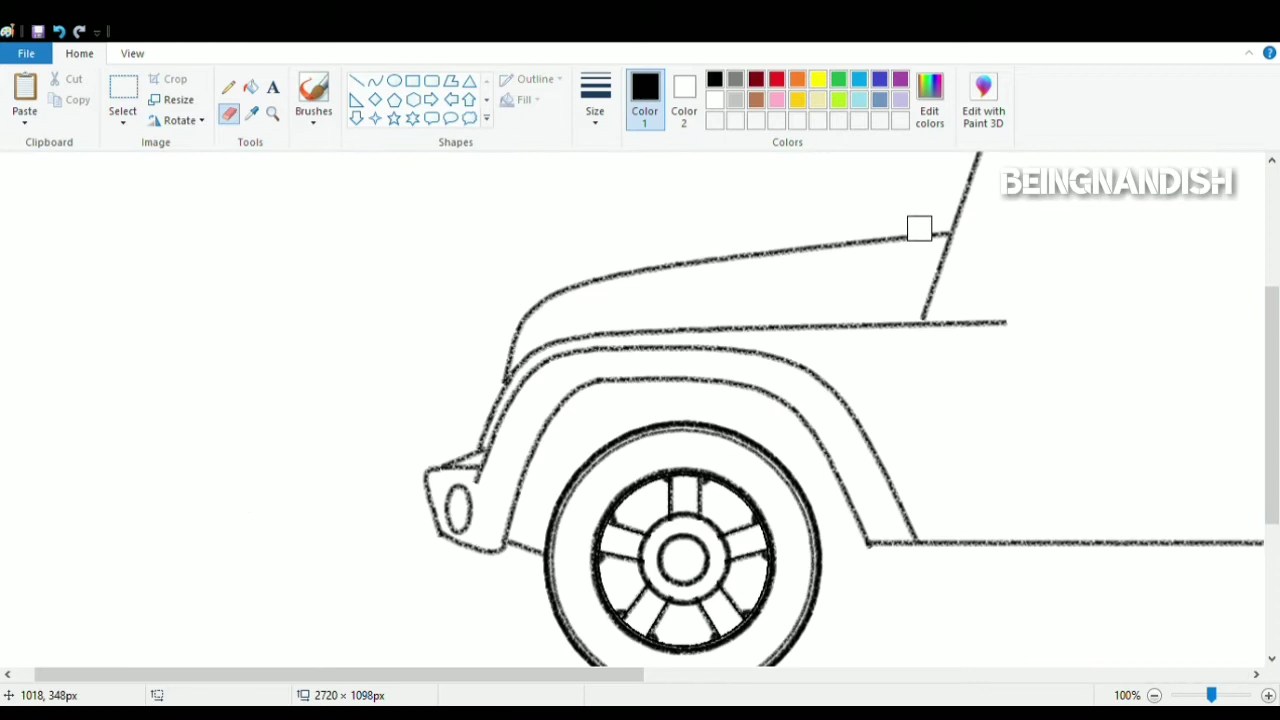 File Home View
Paste
Cut
Copy
Clipboard
Select
Crop
Resize
Rotate
Image
A
Tools
Brushes
Outline
Fill
Shapes
Size
Color 1
Color 2
Edit colors
Colors
Edit with Paint 3D
BEINGNANDISH
1018, 348px
2720 × 1098px
100%